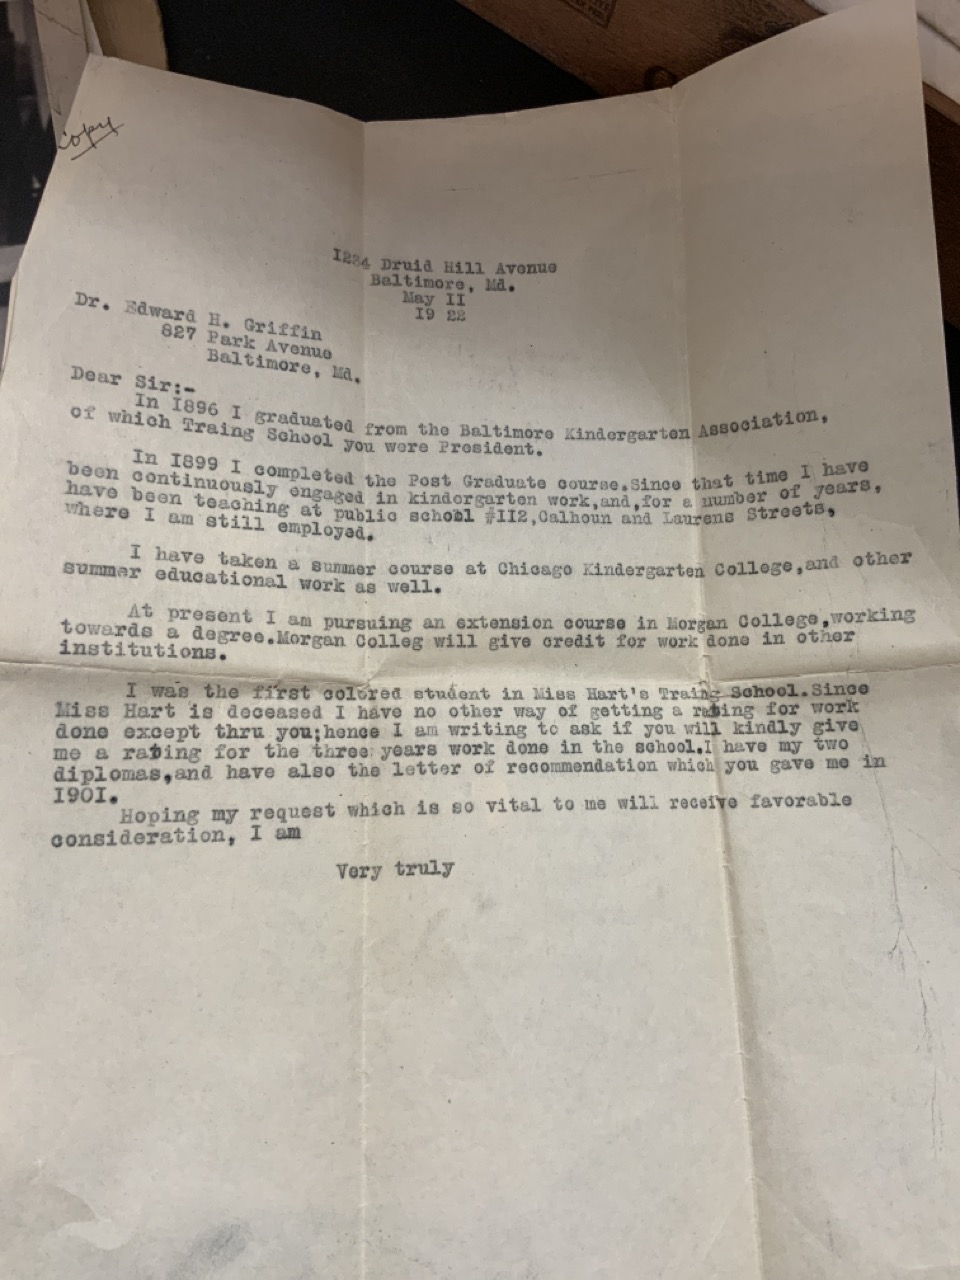 Copy
1234 Druid Hill Avenue
Baltimore, Md.
May II
I9 22
Dr. Edward H. Griffin
827 Park Avenue
Baltimore, Md.
Dear Sir:-
In I896 I graduated from the Baltimore Kindergarten Association,
of which Traing School you were President.
In I899 I completed the Post Graduate course.Since that time I have
been continuously engaged in kindergarten work,and,for a number of years,
have been teaching at public school #II2,Calhoun and Laurens Streets,
where I am still employed.
I have taken a summer course at Chicago Kindergarten College,and other
summer educational work as well.
At present I am pursuing an extension course in Morgan College,working
towards a degree.Morgan Colleg will give credit for work done in other
institutions.
I was the first colored student in Miss Hart's Traing School.Since
Miss Hart is deceased I have no other way of getting a rating for work
done except thru you;hence I am writing to ask if you will kindly give
me a rating for the three years work done in the school.I have my two
diplomas,and have also the letter of recommendation which you gave me in
I90I.
Hoping my request which is so vital to me will receive favorable
consideration, I am
Very truly